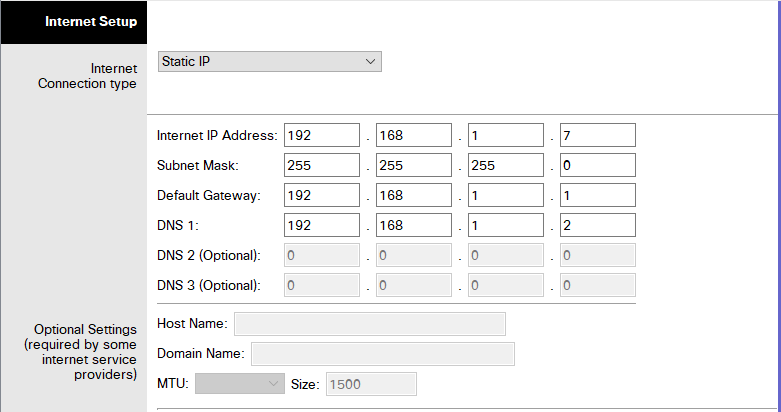 Internet Setup
Internet
Connection type
Static IP
Internet IP Address: 192 . 168 . 1 . 7
Subnet Mask: 255 . 255 . 255 . 0
Default Gateway: 192 . 168 . 1 . 1
DNS 1: 192 . 168 . 1 . 2
DNS 2 (Optional): 0 . 0 . 0 . 0
DNS 3 (Optional): 0 . 0 . 0 . 0
Optional Settings
(required by some
internet service
providers)
Host Name:
Domain Name:
MTU: Size: 1500